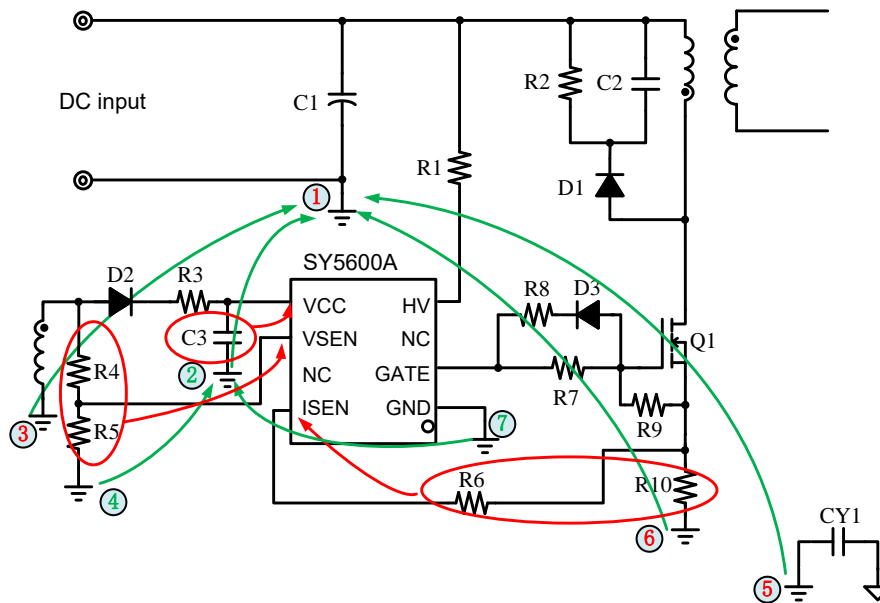 DC input
C1
R1
R2
C2
D1
①
SY5600A
D2
R3
VCC
HV
R8
D3
C3
VSEN
NC
Q1
②
R4
NC
GATE
R7
③
R5
ISEN
GND
⑦
R9
④
R6
R10
⑥
CY1
⑤